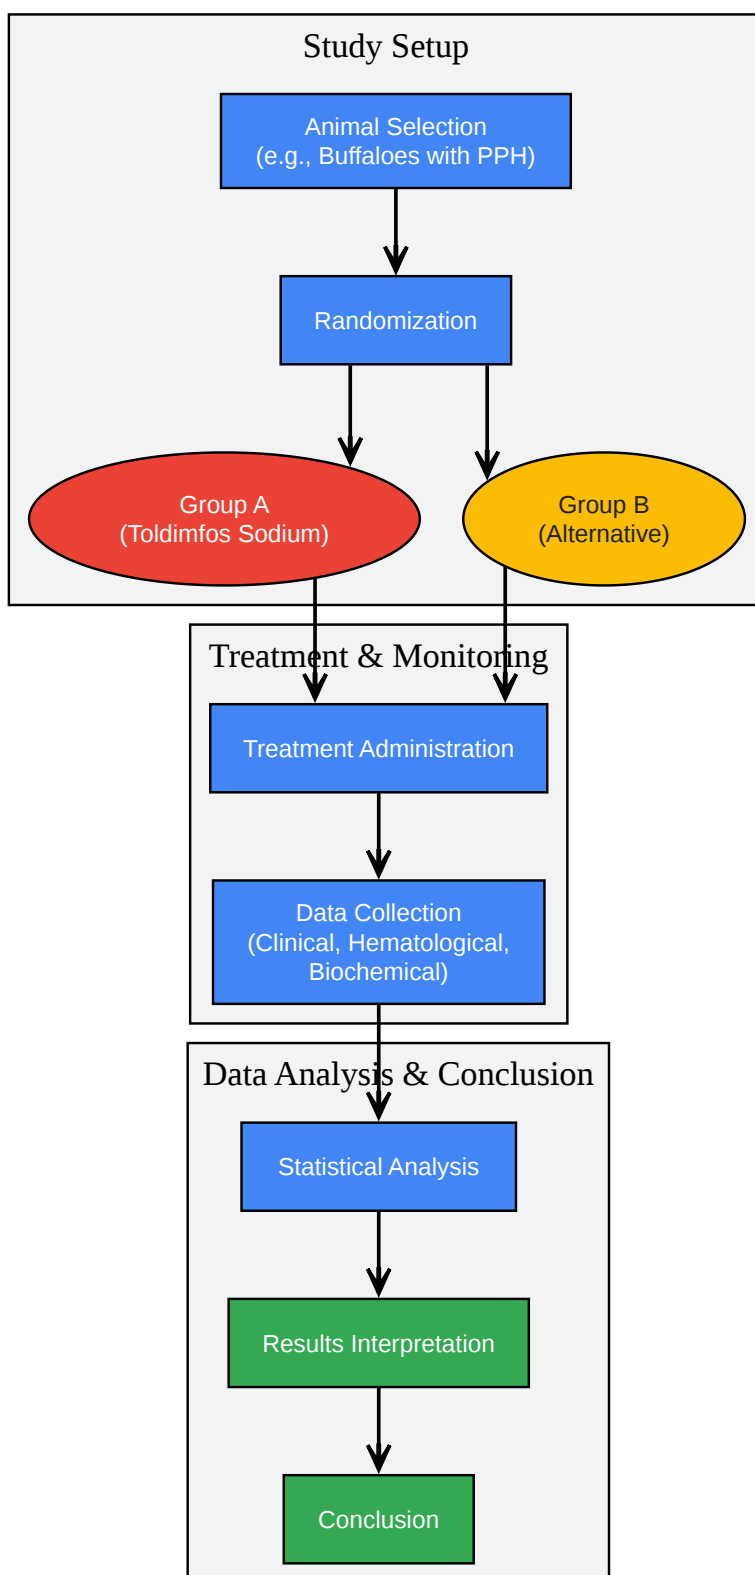 Study Setup
Animal Selection
(e.g., Buffaloes with PPH)
Randomization
Group A
(Toldimfos Sodium)
Group B
(Alternative)
Treatment & Monitoring
Treatment Administration
Data Collection
(Clinical, Hematological,
Biochemical)
Data Analysis & Conclusion
Statistical Analysis
Results Interpretation
Conclusion